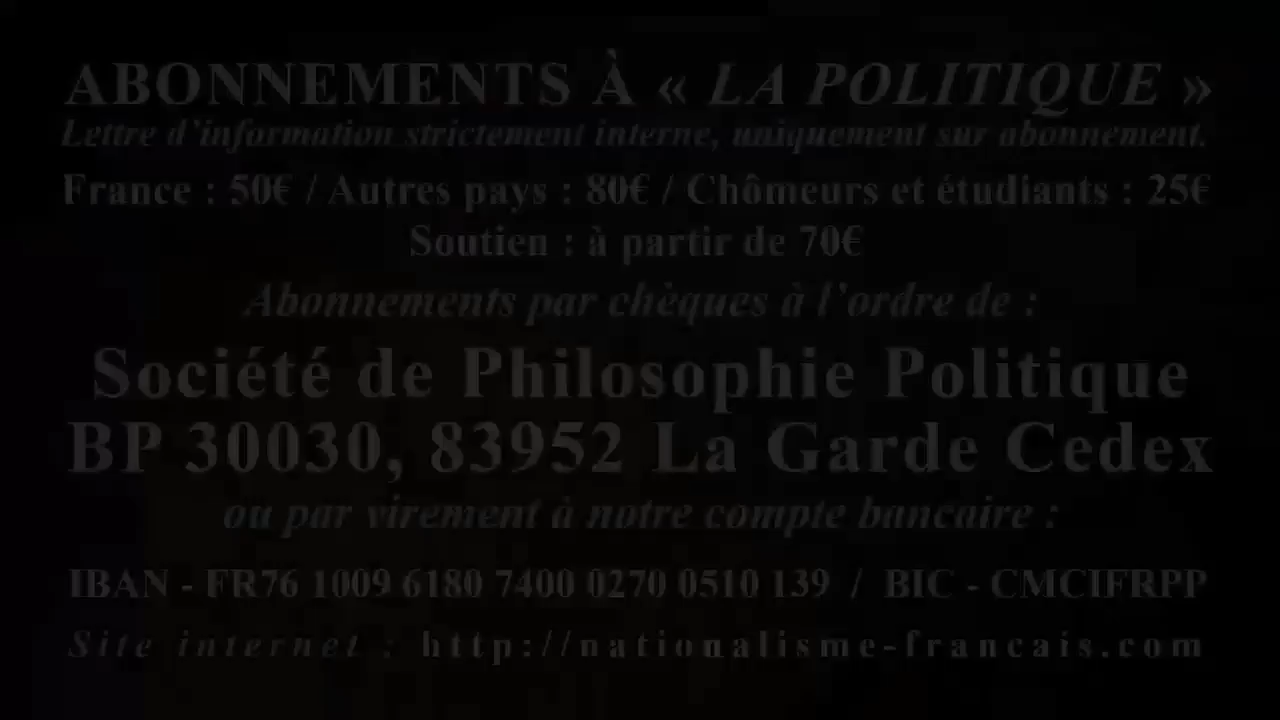 ABONNEMENTS À « LA POLITIQUE »
Lettre d'information strictement interne, uniquement sur abonnement.
France : 50€ / Autres pays : 80€ / Chômeurs et étudiants : 25€
Soutien : à partir de 70€
Abonnements par chèques à l'ordre de :
Société de Philosophie Politique
BP 30030, 83952 La Garde Cedex
ou par virement à notre compte bancaire :
IBAN - FR76 1009 6180 7400 0270 0510 139 / BIC - CMCIFRPP
Site internet : http://nationalisme-francais.com